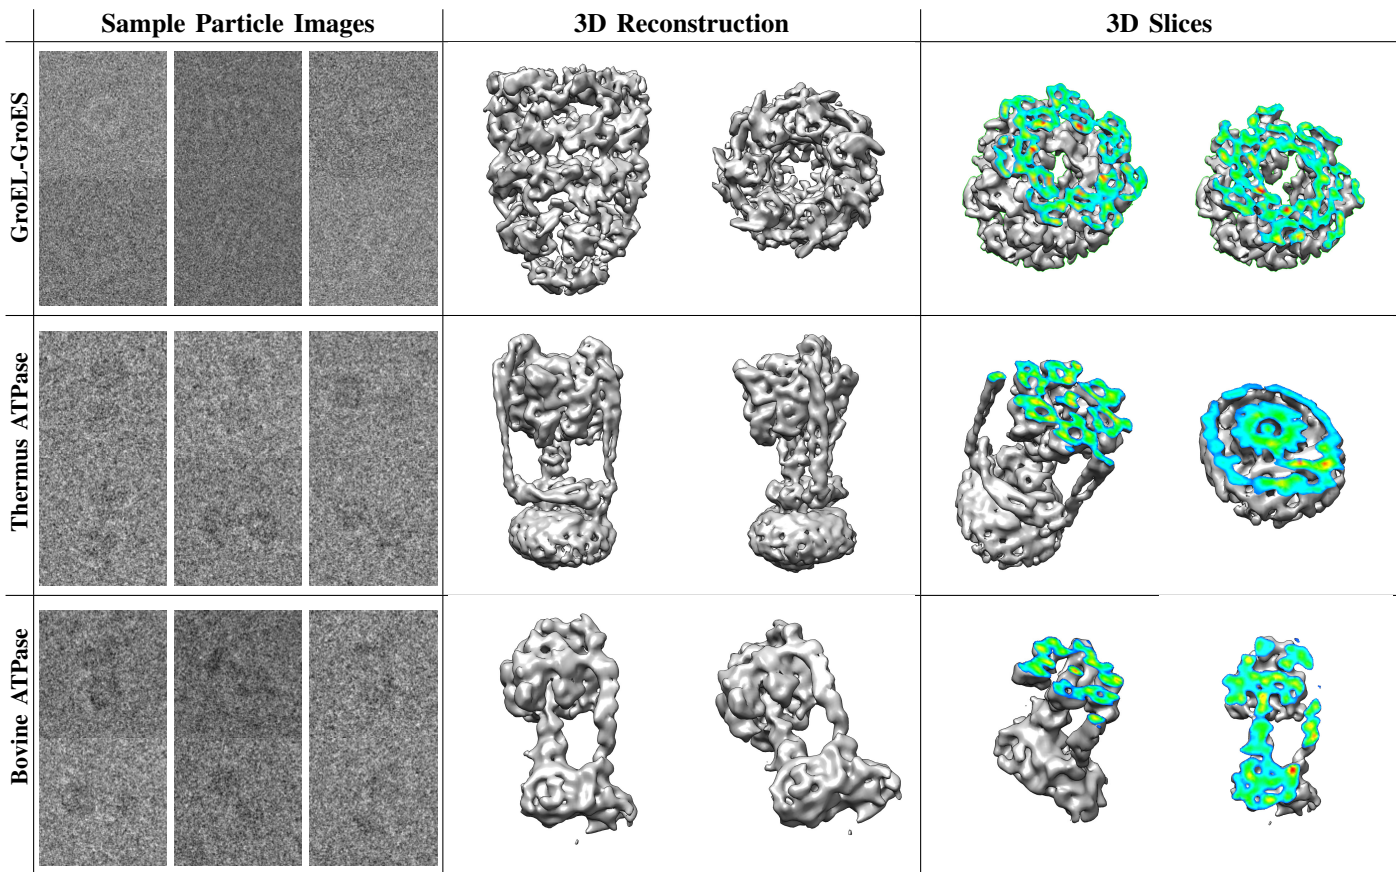 Sample Particle Images
3D Reconstruction
3D Slices
GroEL-GroES
Thermus ATPase
Bovine ATPase